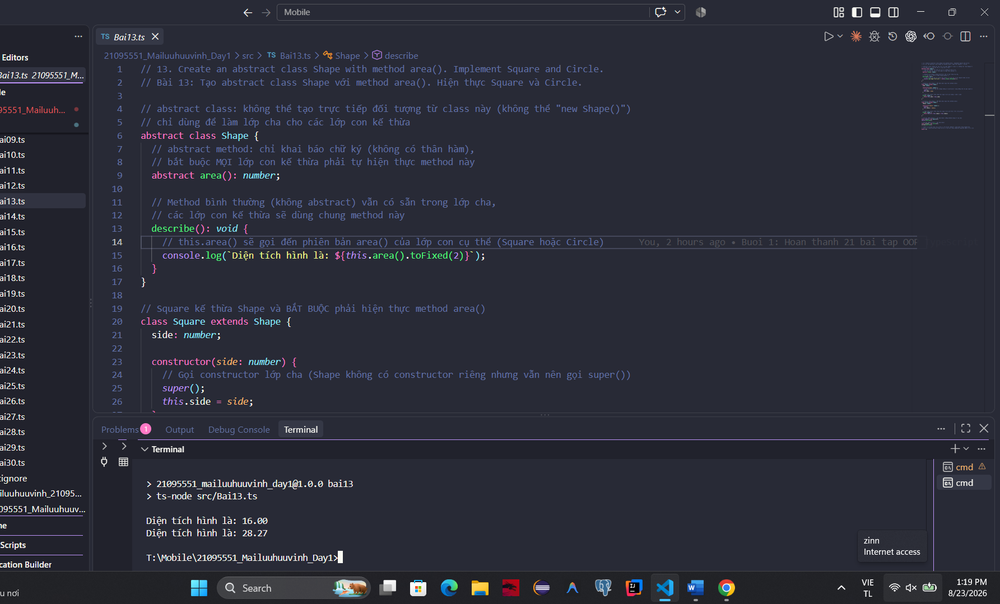 Mobile
Editors
Bai13.ts 21095551_M...
95551_Mailuuh...
ai09.ts
ai10.ts
ai11.ts
ai12.ts
ai13.ts
ai14.ts
ai15.ts
ai16.ts
ai17.ts
ai18.ts
ai19.ts
ai20.ts
ai21.ts
ai22.ts
ai23.ts
ai24.ts
ai25.ts
ai26.ts
ai27.ts
ai28.ts
ai29.ts
ai30.ts
ignore
iluuhuuvinh_21095...
095551_Mailuuhuuv...
Scripts
cation Builder
TS Bai13.ts
21095551_Mailuuhuuvinh_Day1 > src > TS Bai13.ts > Shape > describe
1 // 13. Create an abstract class Shape with method area(). Implement Square and Circle.
2 // Bài 13: Tạo abstract class Shape với method area(). Hiện thực Square và Circle.
3
4 // abstract class: không thể tạo trực tiếp đối tượng từ class này (không thể "new Shape()")
5 // chỉ dùng để làm lớp cha cho các lớp con kế thừa
6 abstract class Shape {
7 // abstract method: chỉ khai báo chữ ký (không có thân hàm),
8 // bắt buộc MỌI lớp con kế thừa phải tự hiện thực method này
9 abstract area(): number;
10
11 // Method bình thường (không abstract) vẫn có sẵn trong lớp cha,
12 // các lớp con kế thừa sẽ dùng chung method này
13 describe(): void {
14 // this.area() sẽ gọi đến phiên bản area() của lớp con cụ thể (Square hoặc Circle) You, 2 hours ago • Buoi 1: Hoan thanh 21 bai tap OOP
15 console.log(`Diện tích hình là: ${this.area().toFixed(2)}`);
16 }
17 }
18
19 // Square kế thừa Shape và BẮT BUỘC phải hiện thực method area()
20 class Square extends Shape {
21 side: number;
22
23 constructor(side: number) {
24 // Gọi constructor lớp cha (Shape không có constructor riêng nhưng vẫn nên gọi super())
25 super();
26 this.side = side;
Problems 1 Output Debug Console Terminal
Terminal
> 21095551_mailuuhuuvinh_day1@1.0.0 bai13
> ts-node src/Bai13.ts
Diện tích hình là: 16.00
Diện tích hình là: 28.27
T:\Mobile\21095551_Mailuuhuuvinh_Day1>
cmd
cmd
zinn
Internet access
u nơi
Search
VIE
TL
1:19 PM
8/23/2026